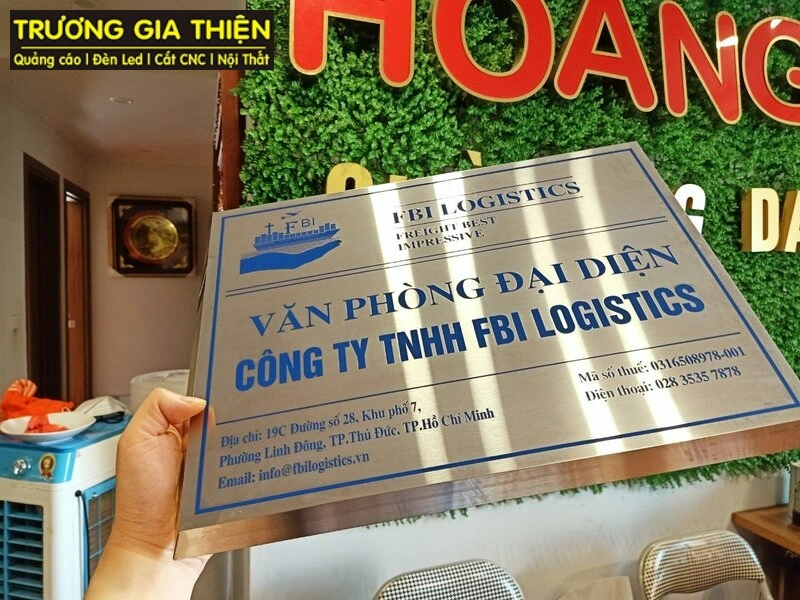 TRƯƠNG GIA THIỆN
Quảng cáo | Đèn Led | Cắt CNC | Nội Thất
HOÀNG
DA
FBI
FBI LOGISTICS
FREIGHT BEST
IMPRESSIVE
VĂN PHÒNG ĐẠI DIỆN
CÔNG TY TNHH FBI LOGISTICS
Mã số thuế: 0316508978-001
Điện thoại: 028 3535 7878
Địa chỉ: 19C Đường số 28, Khu phố 7,
Phường Linh Đông, TP.Thủ Đức, TP.Hồ Chí Minh
Email: info@fbilogistics.vn